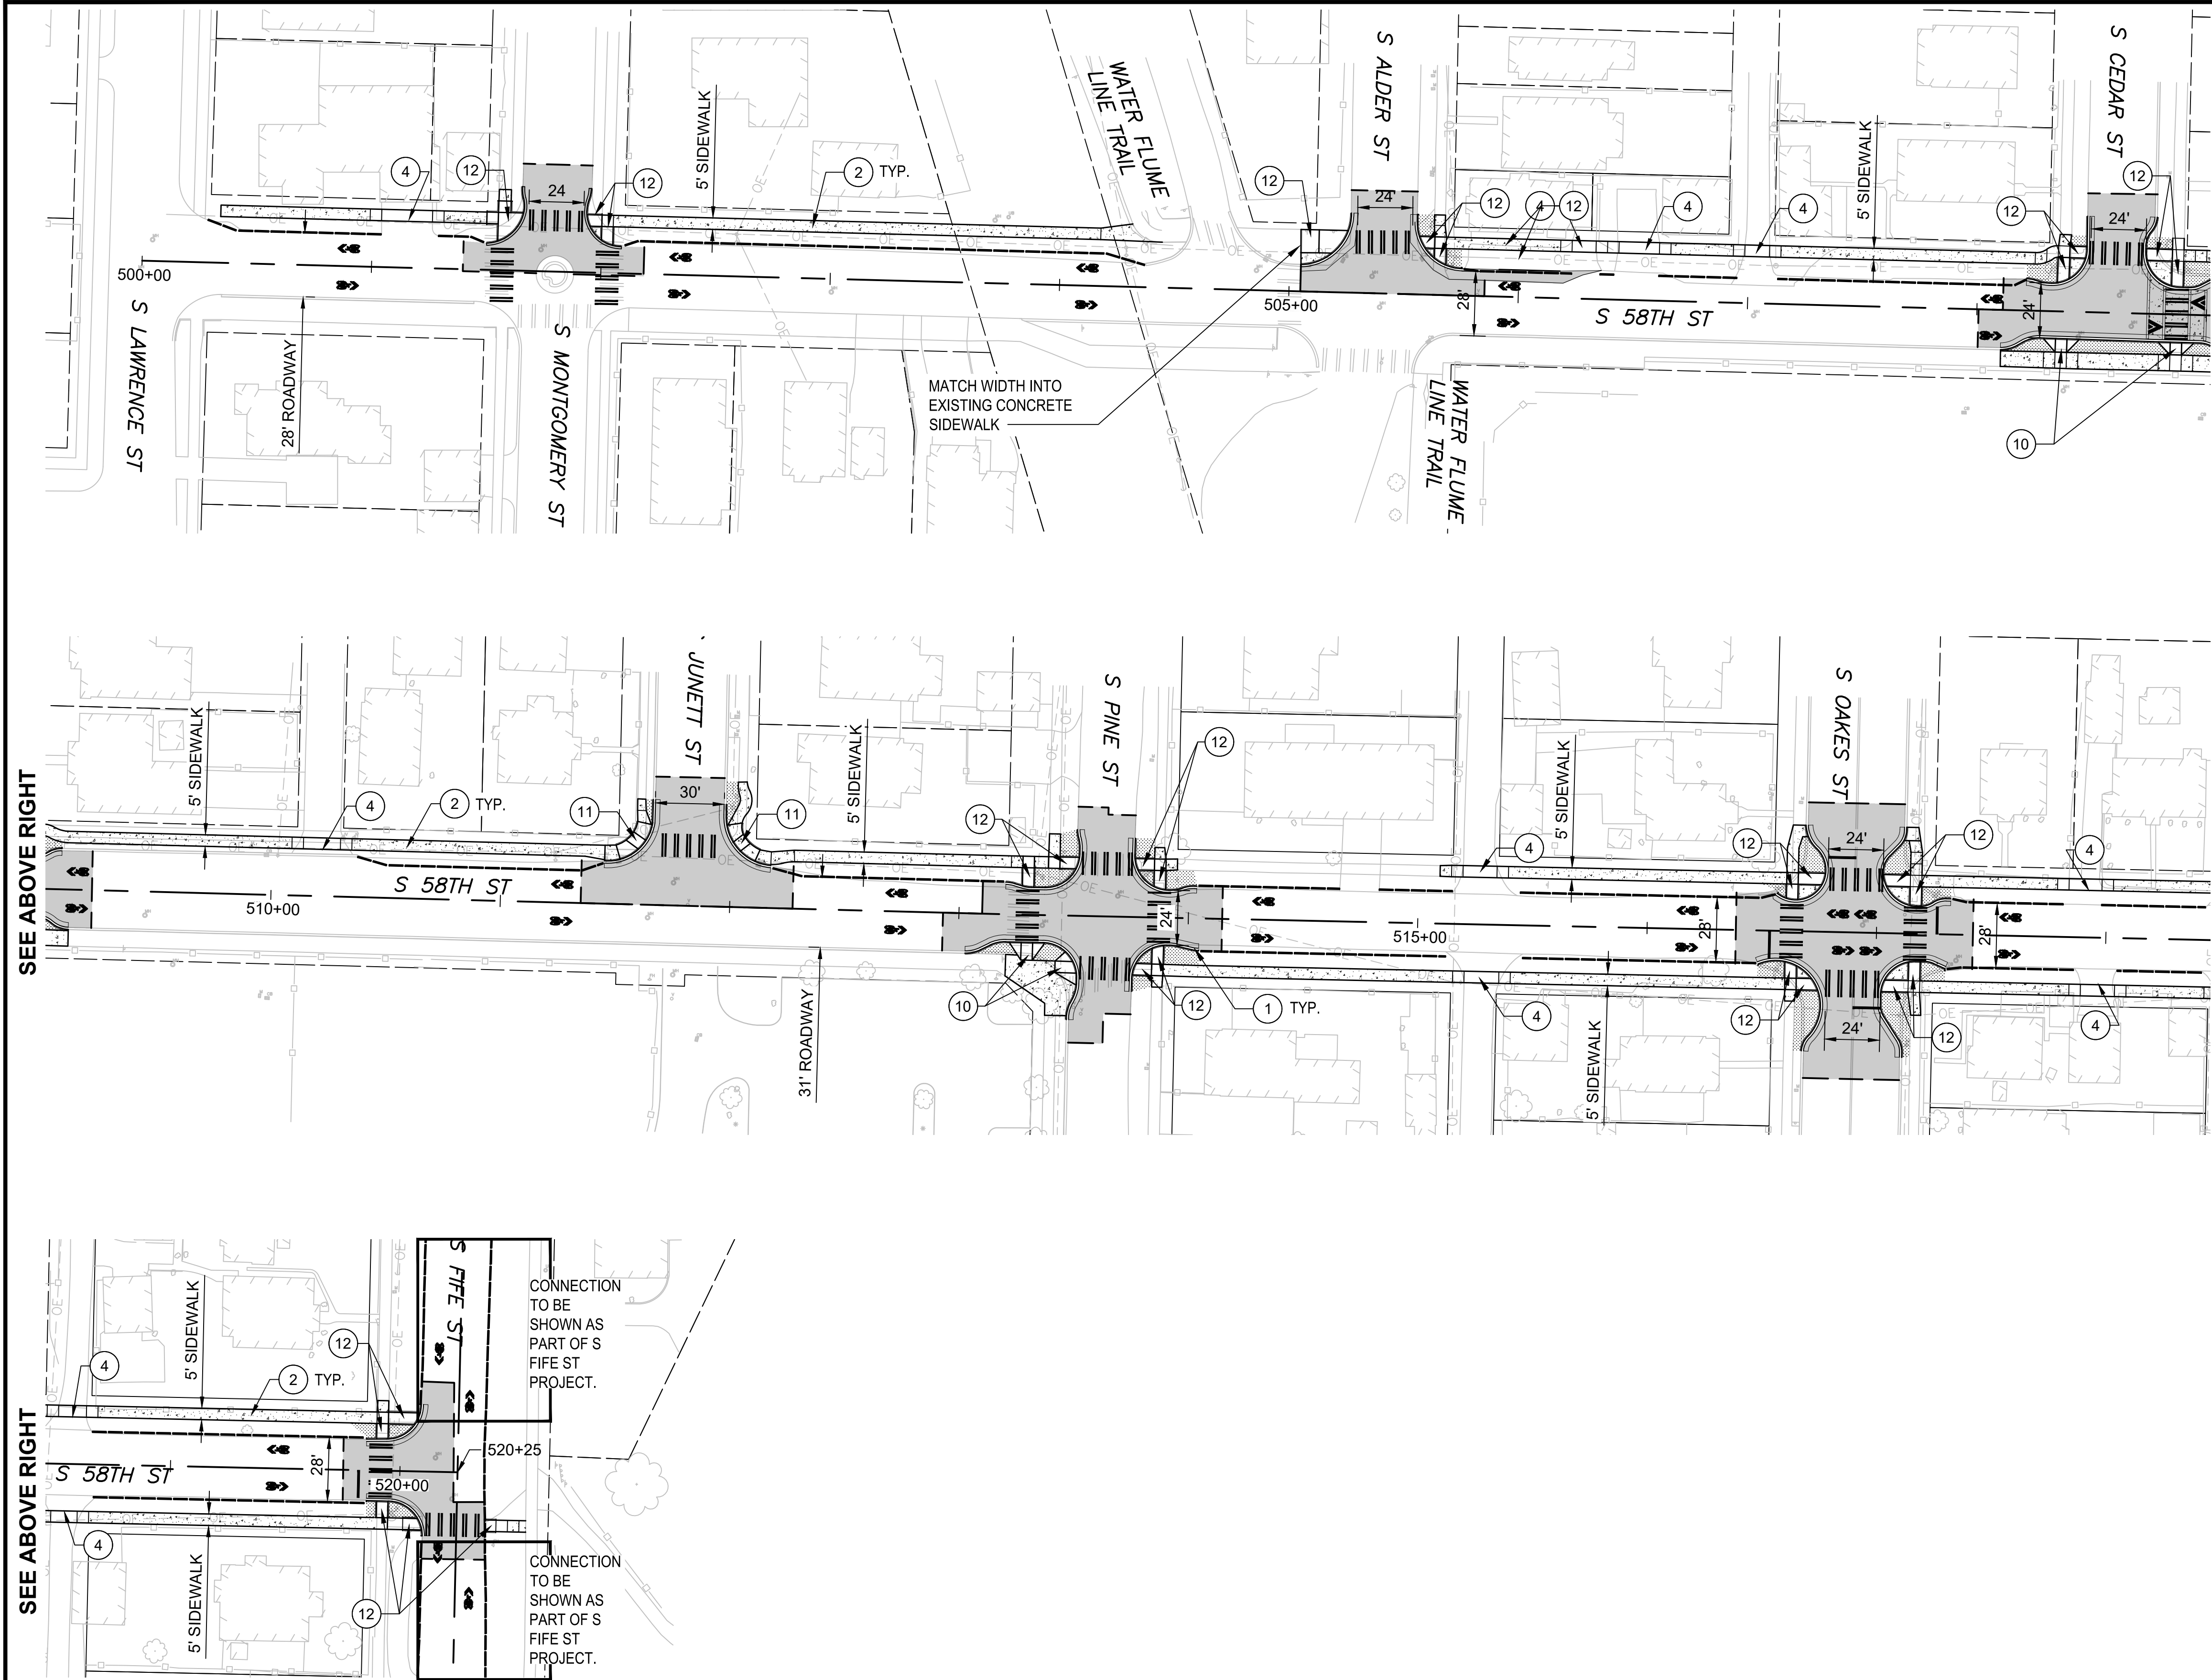 S LAWRENCE ST
500+00
28' ROADWAY
4
12
24
12
S MONTGOMERY ST
5' SIDEWALK
2 TYP.
WATER FLUME
LINE TRAIL
MATCH WIDTH INTO
EXISTING CONCRETE
SIDEWALK
12
S ALDER ST
24'
505+00
28'
WATER FLUME
LINE TRAIL
12
4
12
4
4
S 58TH ST
5' SIDEWALK
S CEDAR ST
12
24'
12
24'
10
OE
SEE ABOVE RIGHT
5' SIDEWALK
4
2 TYP.
510+00
S 58TH ST
11
JUNETT ST
30'
11
5' SIDEWALK
31' ROADWAY
12
S PINE ST
12
24'
10
12
1 TYP.
515+00
4
4
5' SIDEWALK
5' SIDEWALK
28'
12
S OAKES ST
24'
12
12
24'
12
28'
4
4
OE
SEE ABOVE RIGHT
4
5' SIDEWALK
2 TYP.
12
S FIFE ST
CONNECTION
TO BE
SHOWN AS
PART OF S
FIFE ST
PROJECT.
S 58TH ST
28'
520+00
520+25
4
5' SIDEWALK
12
CONNECTION
TO BE
SHOWN AS
PART OF S
FIFE ST
PROJECT.
OE